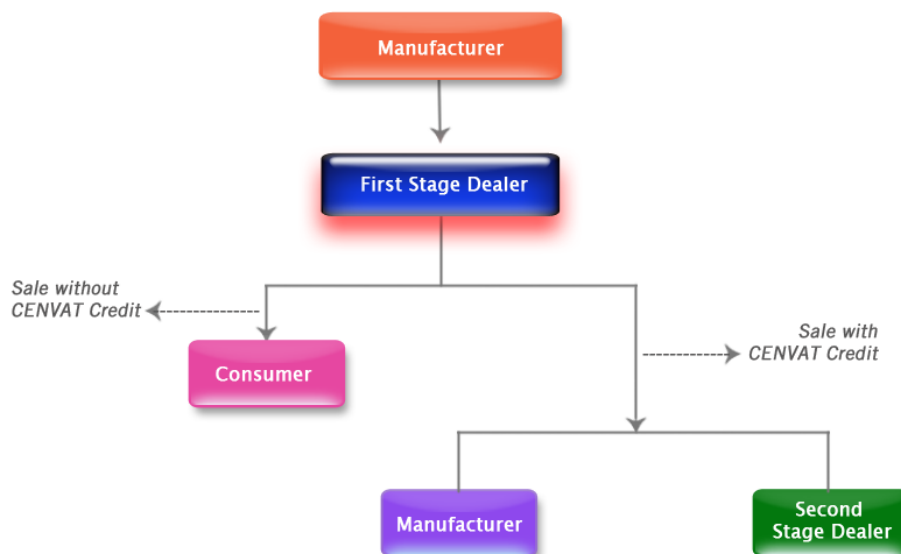 Manufacturer
First Stage Dealer
Sale without
CENVAT Credit
Sale with
CENVAT Credit
Consumer
Manufacturer
Second
Stage Dealer